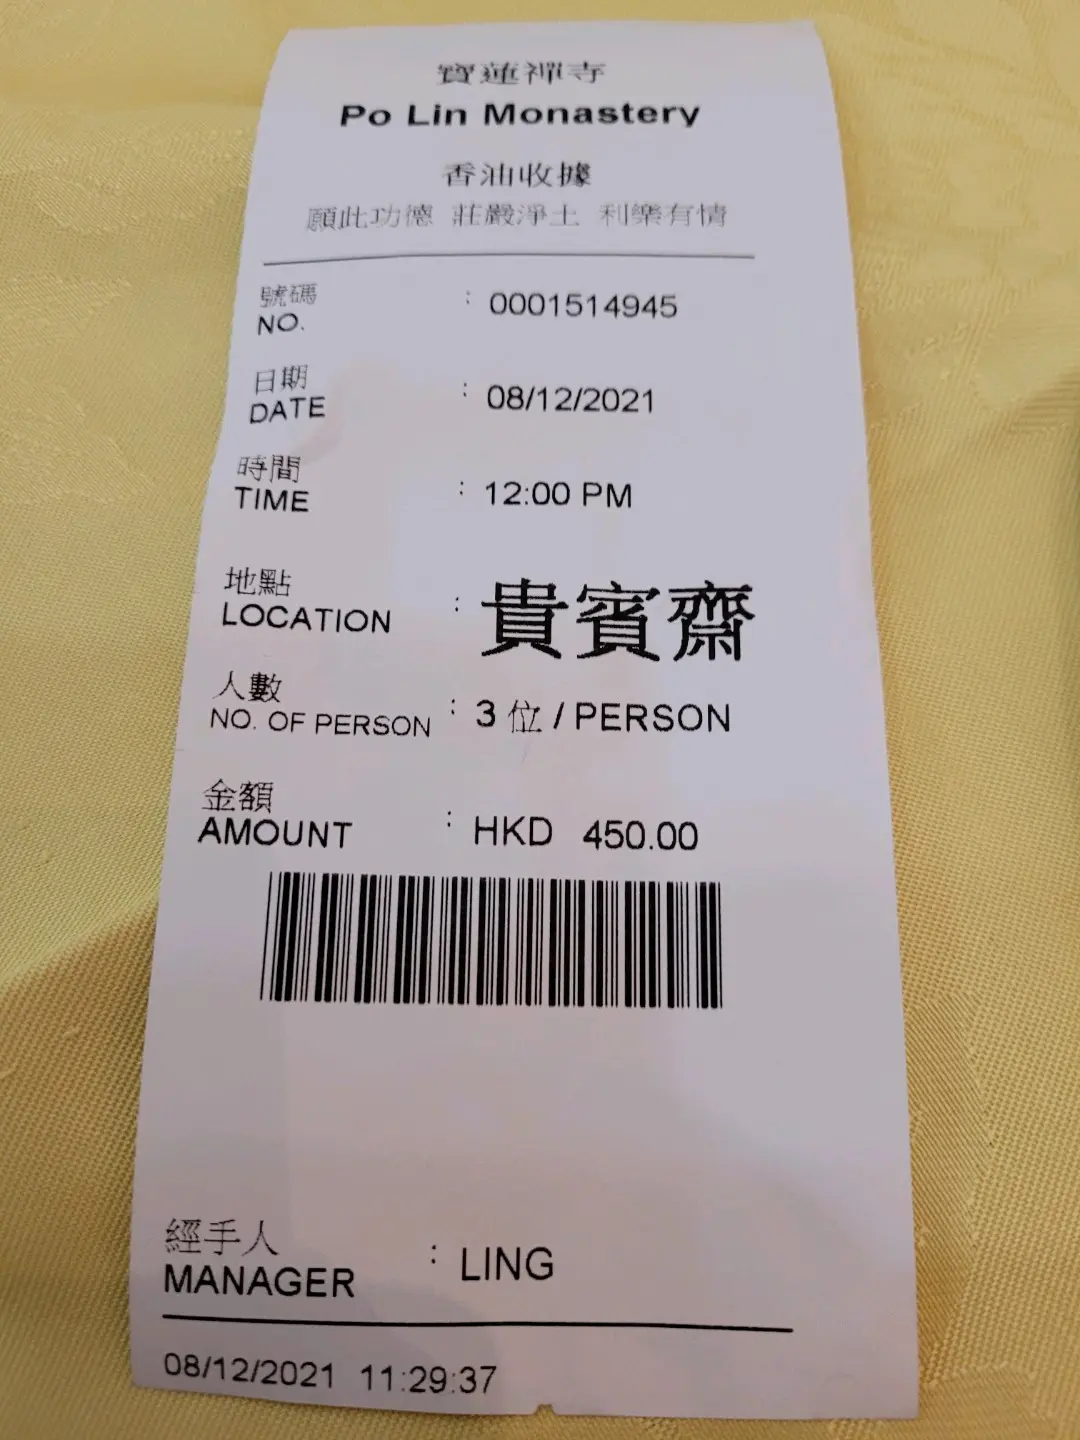 寶蓮禪寺
Po Lin Monastery
香油收據
願此功德 莊嚴淨土 利樂有情
號碼
NO. : 0001514945
日期
DATE : 08/12/2021
時間
TIME : 12:00 PM
地點
LOCATION : 貴賓齋
人數
NO. OF PERSON : 3 位 / PERSON
金額
AMOUNT : HKD 450.00
經手人
MANAGER : LING
08/12/2021 11:29:37